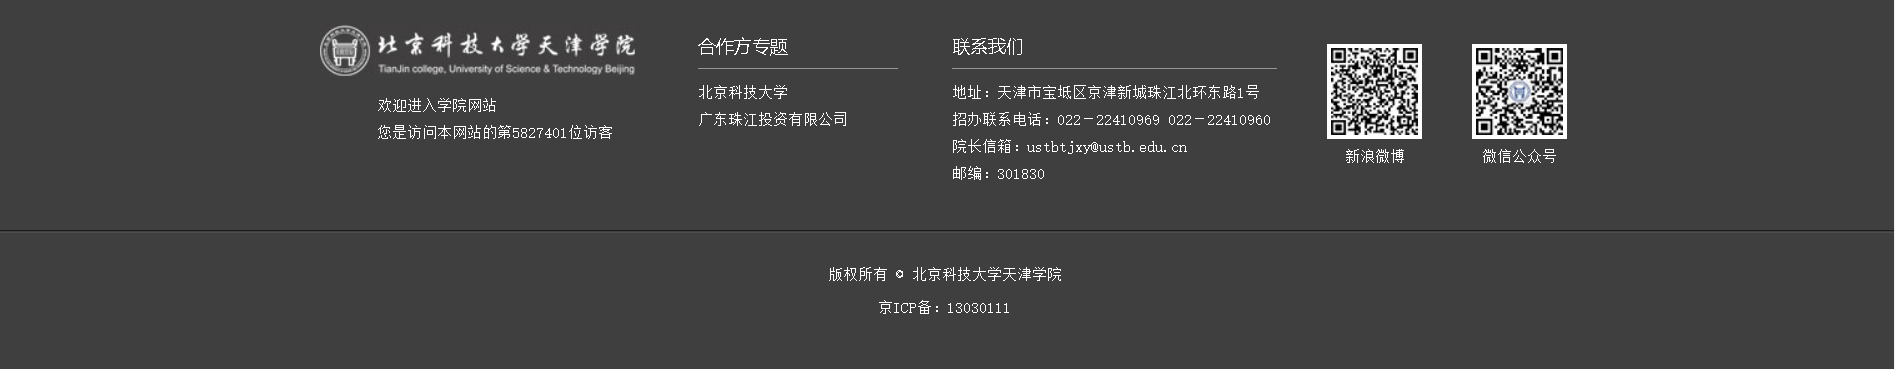 北京科技大学天津学院
TianJin college, University of Science & Technology Beijing
欢迎进入学院网站
您是访问本网站的第5827401位访客
合作方专题
北京科技大学
广东珠江投资有限公司
联系我们
地址：天津市宝坻区京津新城珠江北环东路1号
招办联系电话：022－22410969 022－22410960
院长信箱：ustbtjxy@ustb.edu.cn
邮编：301830
新浪微博
微信公众号
版权所有 © 北京科技大学天津学院
京ICP备：13030111